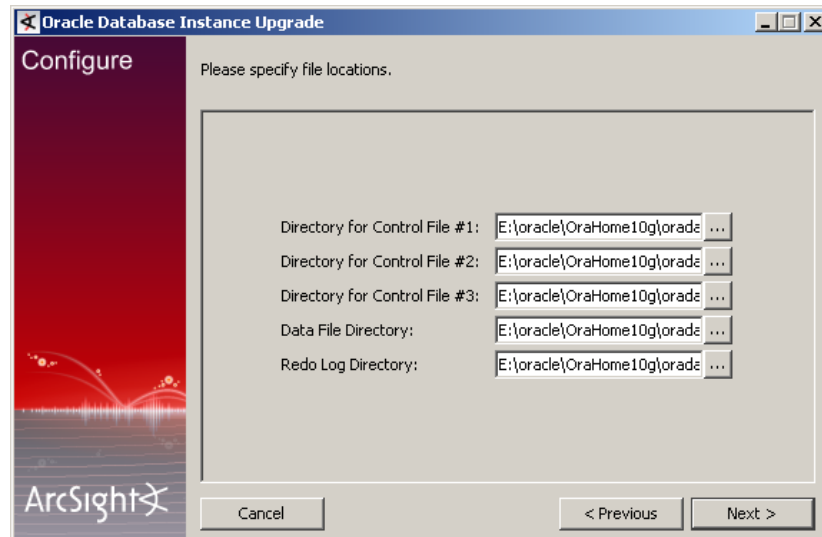 Oracle Database Instance Upgrade
Configure
Please specify file locations.
Directory for Control File #1: E:\oracle\OraHome10g\orada ...
Directory for Control File #2: E:\oracle\OraHome10g\orada ...
Directory for Control File #3: E:\oracle\OraHome10g\orada ...
Data File Directory: E:\oracle\OraHome10g\orada ...
Redo Log Directory: E:\oracle\OraHome10g\orada ...
ArcSight
Cancel < Previous Next >